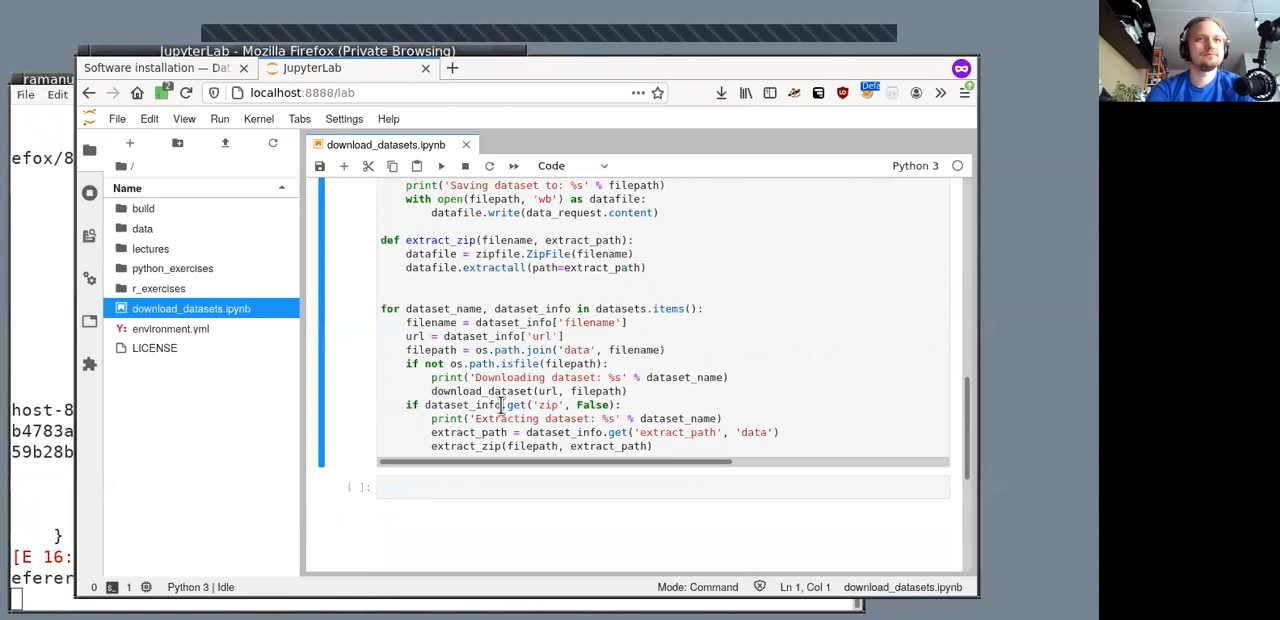 JupyterLab - Mozilla Firefox (Private Browsing)
Software installation — Dat
JupyterLab
ramanu
File Edit
localhost:8888/lab
Defa
2
File Edit View Run Kernel Tabs Settings Help
download_datasets.ipynb
Code
Python 3
/
Name
build
data
lectures
python_exercises
r_exercises
download_datasets.ipynb
Y: environment.yml
LICENSE
efox/8
host-8
b4783a
59b28b
}
[E 16:
eferer
print('Saving dataset to: %s' % filepath)
with open(filepath, 'wb') as datafile:
datafile.write(data_request.content)
def extract_zip(filename, extract_path):
datafile = zipfile.ZipFile(filename)
datafile.extractall(path=extract_path)
for dataset_name, dataset_info in datasets.items():
filename = dataset_info['filename']
url = dataset_info['url']
filepath = os.path.join('data', filename)
if not os.path.isfile(filepath):
print('Downloading dataset: %s' % dataset_name)
download_dataset(url, filepath)
if dataset_info.get('zip', False):
print('Extracting dataset: %s' % dataset_name)
extract_path = dataset_info.get('extract_path', 'data')
extract_zip(filepath, extract_path)
[ ]:
0 1 Python 3 | Idle
Mode: Command
Ln 1, Col 1
download_datasets.ipynb